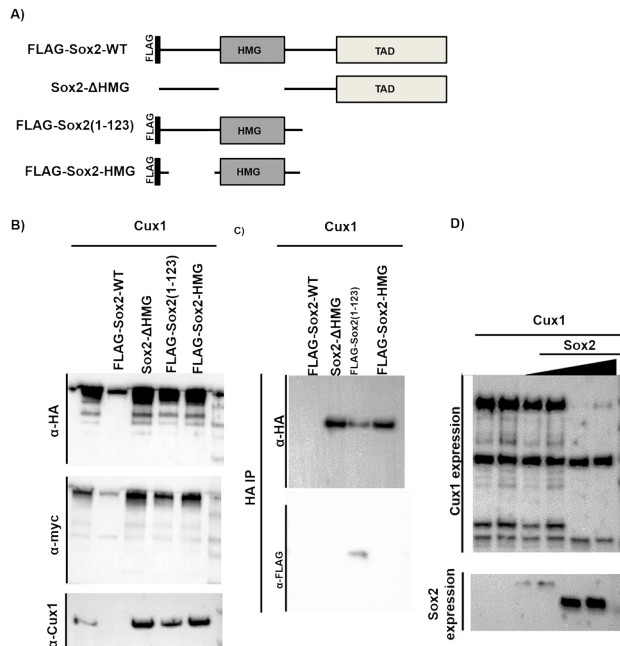 A)
FLAG-Sox2-WT FLAG HMG TAD
Sox2-ΔHMG TAD
FLAG-Sox2(1-123) FLAG HMG
FLAG-Sox2-HMG FLAG HMG
B)
Cux1
FLAG-Sox2-WT
Sox2-ΔHMG
FLAG-Sox2(1-123)
FLAG-Sox2-HMG
α-HA
α-myc
α-Cux1
C)
Cux1
FLAG-Sox2-WT
Sox2-ΔHMG
FLAG-Sox2(1-123)
FLAG-Sox2-HMG
HA IP
α-HA
α-FLAG
D)
Cux1
Sox2
Cux1 expression
Sox2
expression